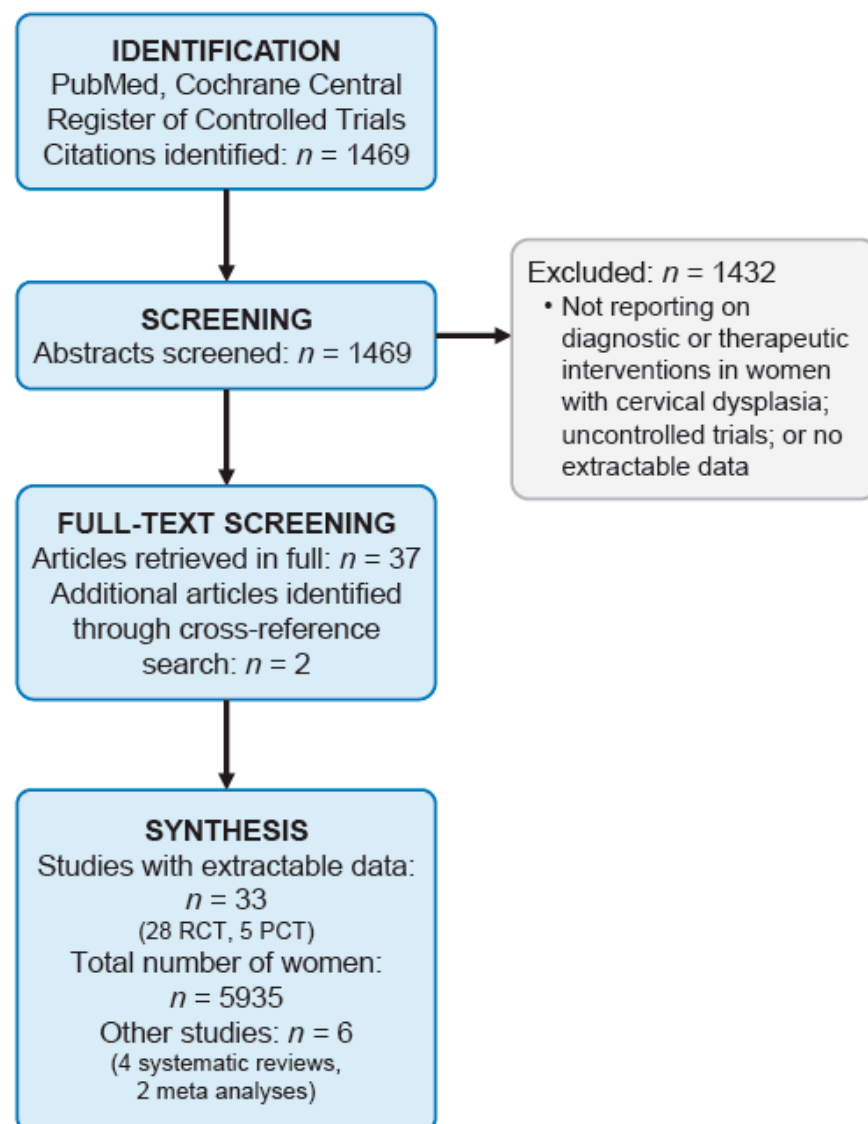 IDENTIFICATION
PubMed, Cochrane Central
Register of Controlled Trials
Citations identified: n = 1469
SCREENING
Abstracts screened: n = 1469
Excluded: n = 1432
• Not reporting on
diagnostic or therapeutic
interventions in women
with cervical dysplasia;
uncontrolled trials; or no
extractable data
FULL-TEXT SCREENING
Articles retrieved in full: n = 37
Additional articles identified
through cross-reference
search: n = 2
SYNTHESIS
Studies with extractable data:
n = 33
(28 RCT, 5 PCT)
Total number of women:
n = 5935
Other studies: n = 6
(4 systematic reviews,
2 meta analyses)